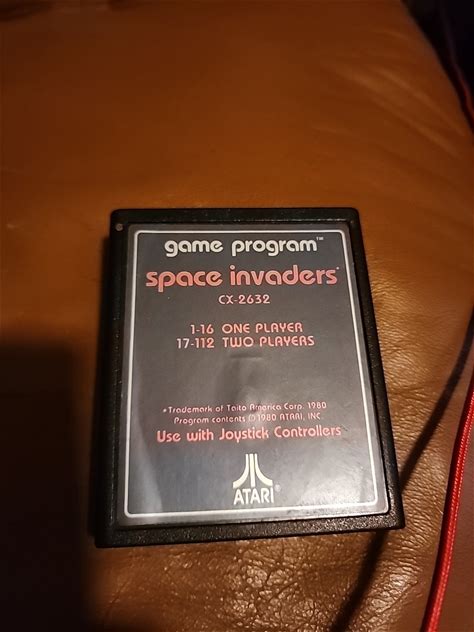 game program™
space invaders*
CX-2632
1-16 ONE PLAYER
17-112 TWO PLAYERS
*Trademark of Taito America Corp. 1980
Program contents © 1980 ATARI, INC.
Use with Joystick Controllers
ATARI®